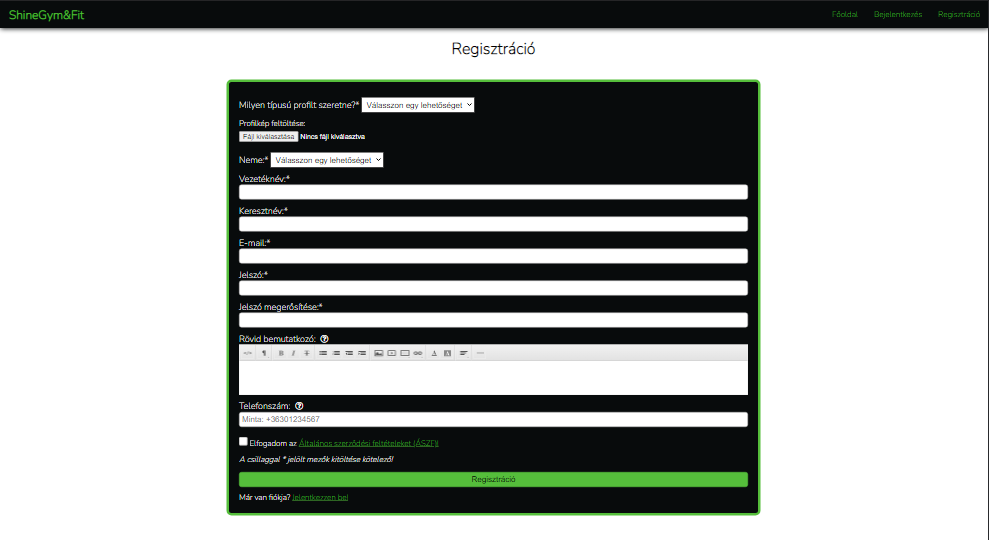 ShineGym&Fit
Főoldal Bejelentkezés Regisztráció
Regisztráció
Milyen típusú profilt szeretne?* Válasszon egy lehetőséget
Profilkép feltöltése:
Fájl kiválasztása Nincs fájl kiválasztva
Neme:* Válasszon egy lehetőséget
Vezetéknév:*
Keresztnév:*
E-mail:*
Jelszó:*
Jelszó megerősítése:*
Rövid bemutatkozó:
Telefonszám:
Minta: +36301234567
Elfogadom az Általános szerződési feltételeket (ÁSZF)!
A csillaggal * jelölt mezők kitöltése kötelező!
Regisztráció
Már van fiókja? Jelentkezzen be!